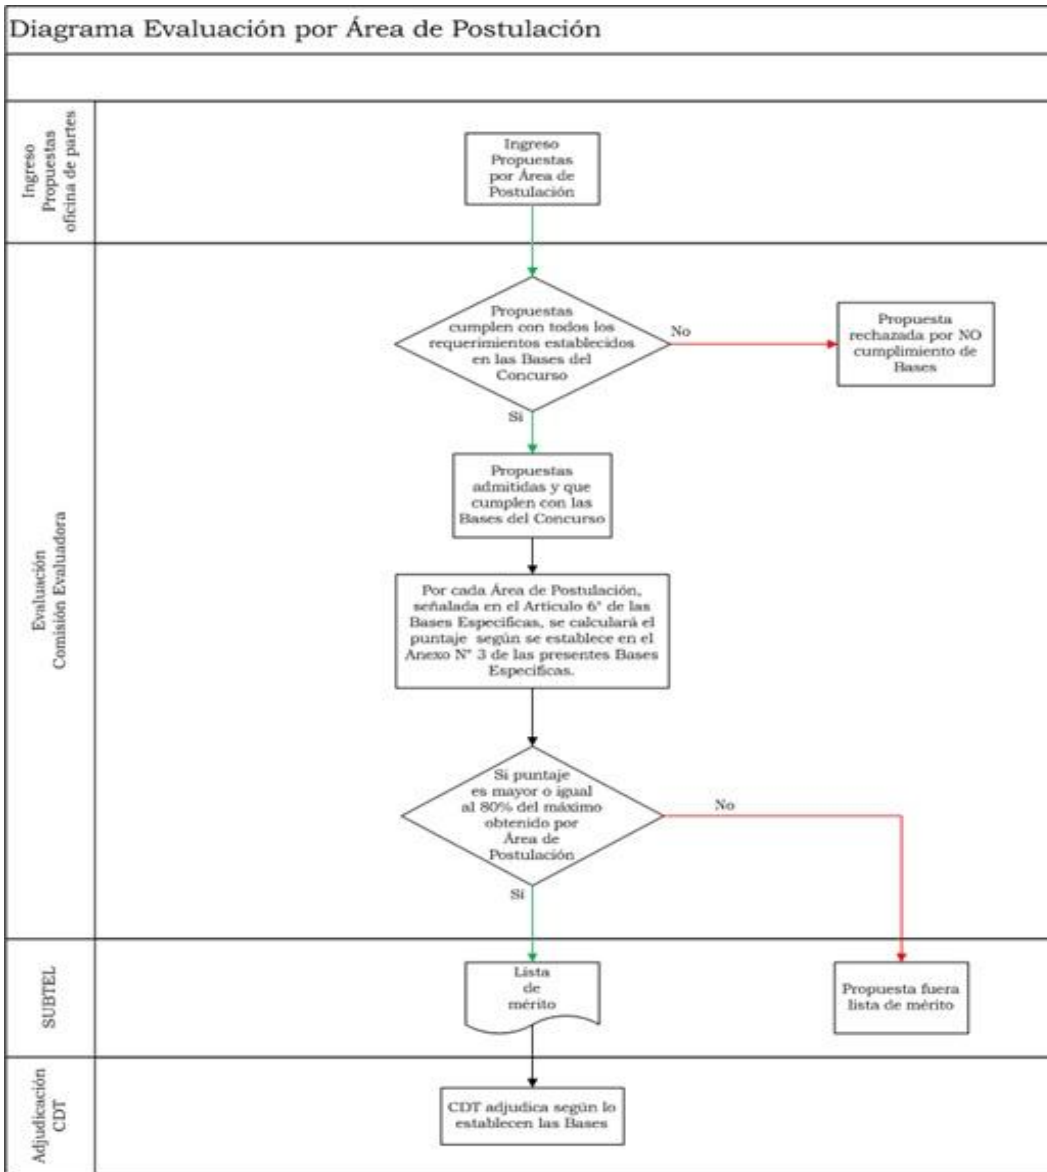 Diagrama Evaluación por Área de Postulación
Ingreso
Propuestas
oficina de partes
Ingreso
Propuestas
por Área de
Postulación
Evaluación
Comisión Evaluadora
Propuestas
cumplen con todos los
requerimientos establecidos
en las Bases del
Concurso
No
Propuesta
rechazada por NO
cumplimiento de
Bases
Si
Propuestas
admitidas y que
cumplen con las
Bases del Concurso
Por cada Área de Postulación,
señalada en el Artículo 6° de las
Bases Específicas, se calculará el
puntaje según se establece en el
Anexo N° 3 de las presentes Bases
Específicas.
Si puntaje
es mayor o igual
al 80% del máximo
obtenido por
Área de
Postulación
No
Si
SUBTEL
Lista
de
mérito
Propuesta fuera
lista de mérito
Adjudicación
CDT
CDT adjudica según lo
establecen las Bases